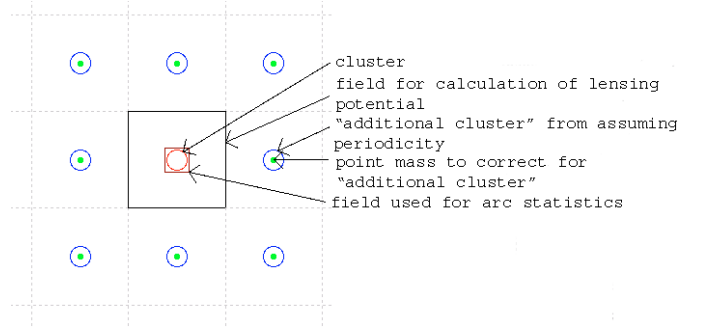 cluster
field for calculation of lensing
potential
“additional cluster” from assuming
periodicity
point mass to correct for
“additional cluster”
field used for arc statistics